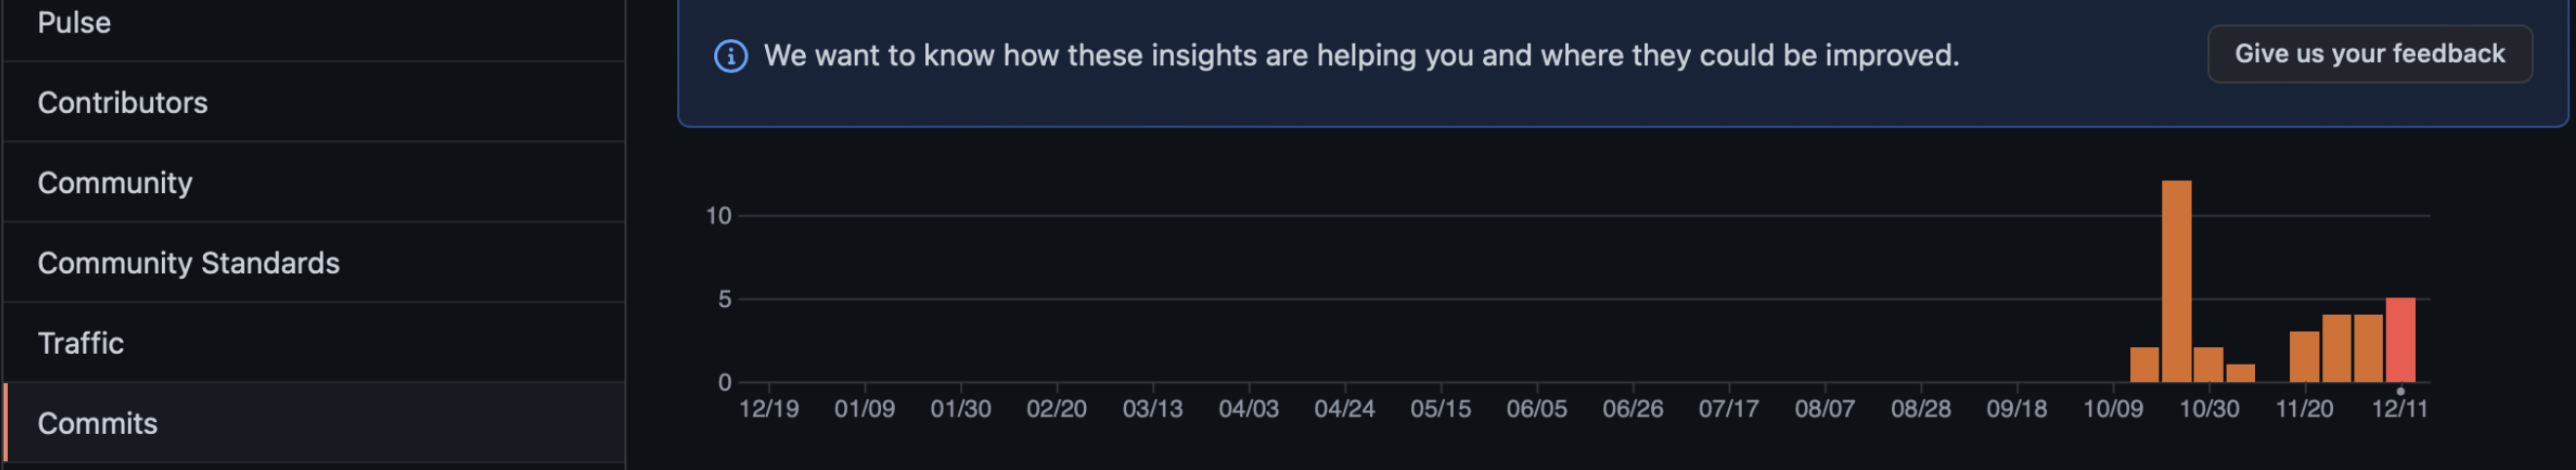 Pulse
Contributors
Community
Community Standards
Traffic
Commits
We want to know how these insights are helping you and where they could be improved.
Give us your feedback
10
5
0
12/19 01/09 01/30 02/20 03/13 04/03 04/24 05/15 06/05 06/26 07/17 08/07 08/28 09/18 10/09 10/30 11/20 12/11